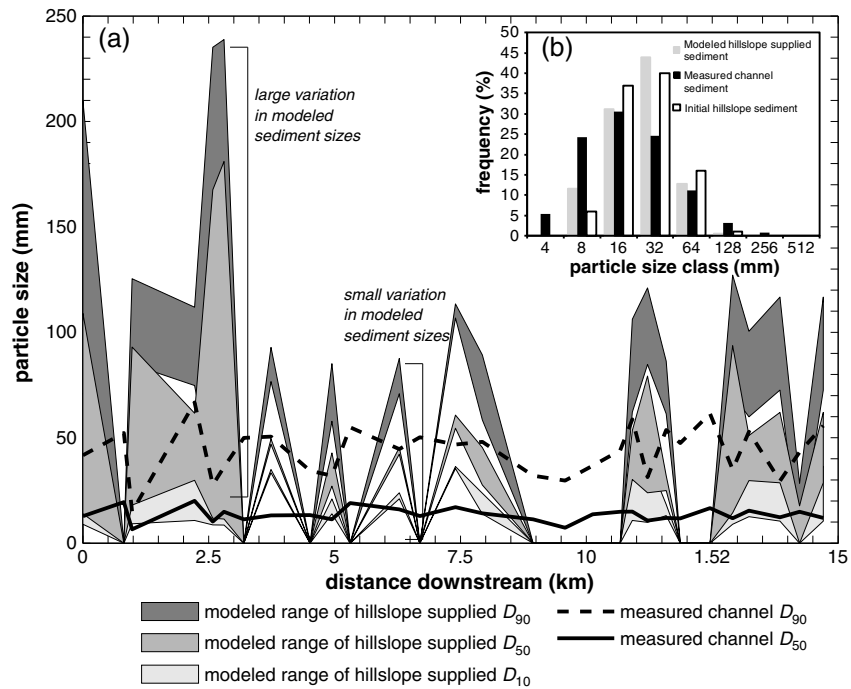 (a)
250
200
150
100
50
0
particle size (mm)
large variation
in modeled
sediment sizes
small variation
in modeled
sediment sizes
(b)
50
45
40
35
30
25
20
15
10
5
0
frequency (%)
Modeled hillslope supplied
sediment
Measured channel
sediment
Initial hillslope sediment
4 8 16 32 64 128 256 512
particle size class (mm)
0 2.5 5 7.5 10 1.52 15
distance downstream (km)
modeled range of hillslope supplied D90
modeled range of hillslope supplied D50
modeled range of hillslope supplied D10
measured channel D90
measured channel D50